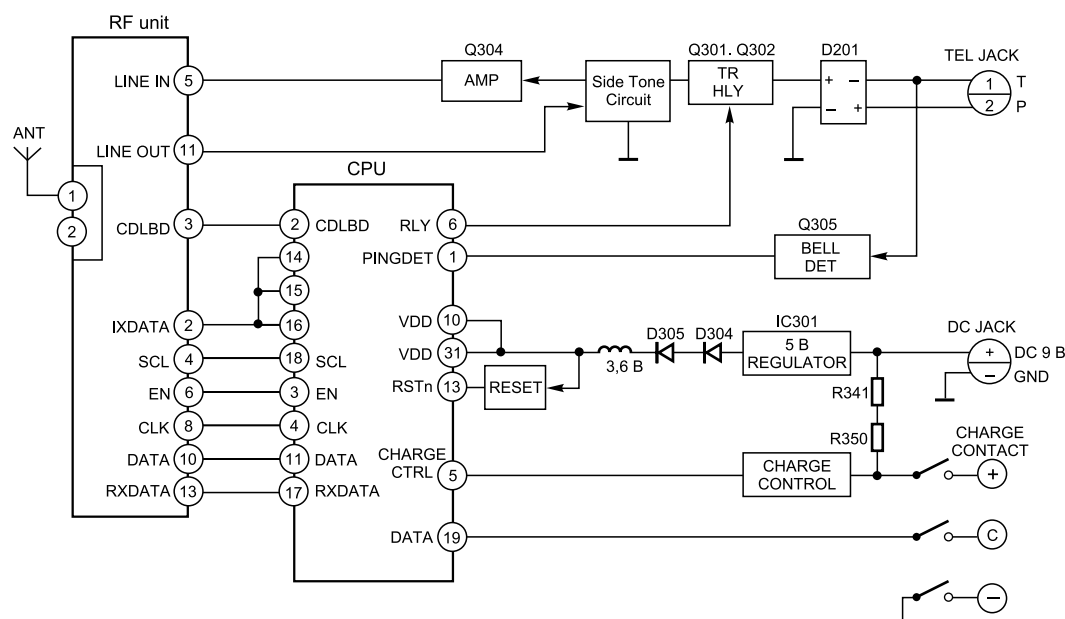 RF unit
Q304
Q301. Q302
D201
TEL JACK
LINE IN
5
AMP
Side Tone
Circuit
TR
HLY
+ −
− +
1
T
2
P
ANT
LINE OUT
11
CPU
1
2
CDLBD
3
2
CDLBD
RLY
6
Q305
14
PINGDET
1
BELL
DET
15
VDD
10
IXDATA
2
16
D305
D304
IC301
DC JACK
SCL
4
18
SCL
VDD
31
3,6 В
5 В
REGULATOR
+
DC 9 В
−
GND
EN
6
3
EN
RSTn
13
RESET
R341
CLK
8
4
CLK
R350
CHARGE
CONTACT
DATA
10
11
DATA
CHARGE
CTRL
5
CHARGE
CONTROL
+
RXDATA
13
17
RXDATA
DATA
19
C
−